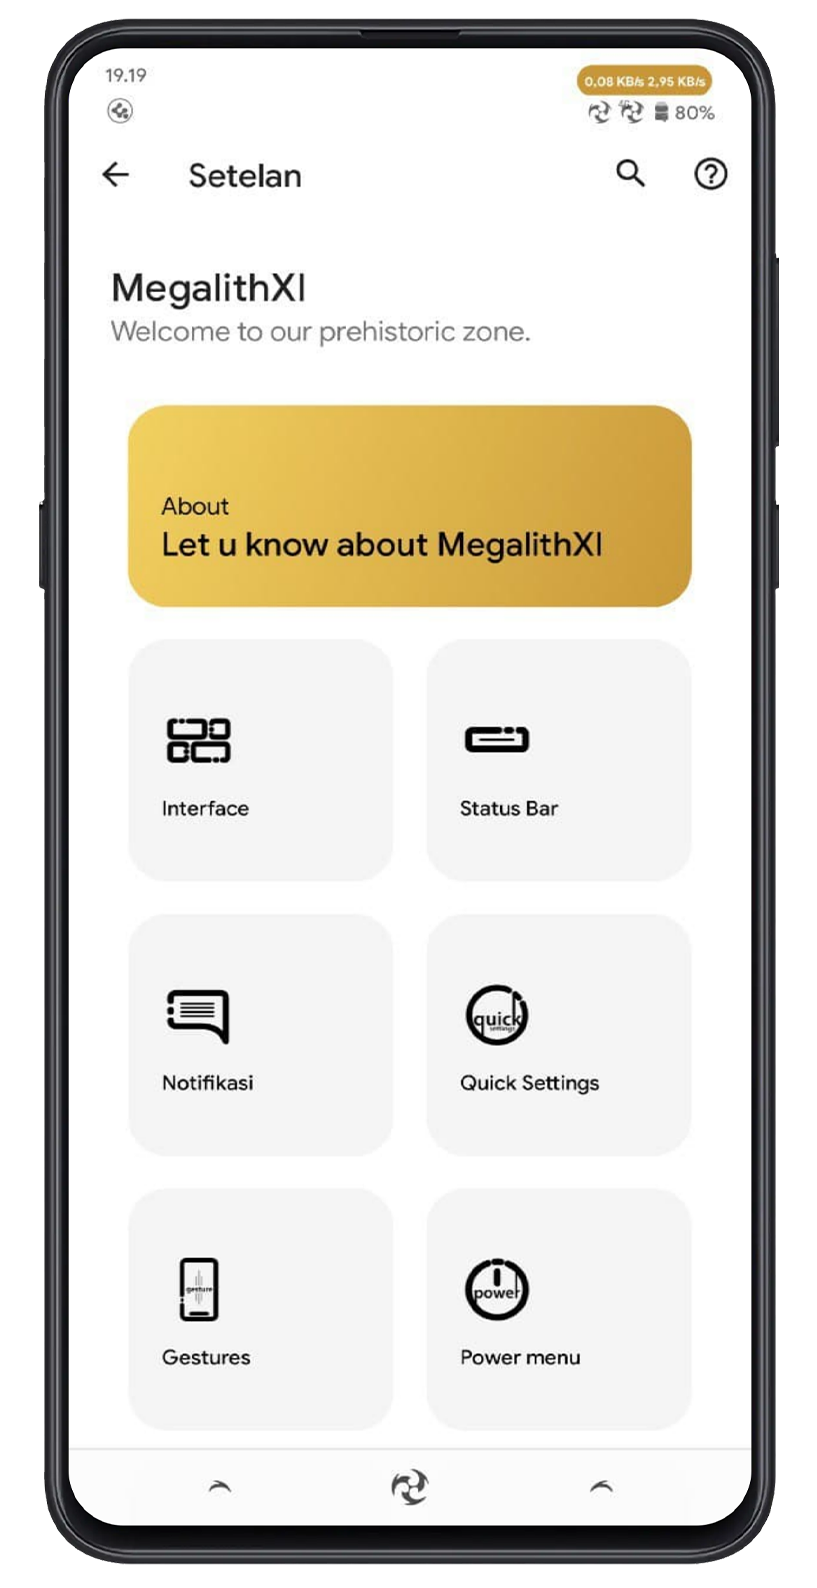 19.19
0,08 KB/s 2,95 KB/s
80%
Setelan
MegalithXI
Welcome to our prehistoric zone.
About
Let u know about MegalithXI
Interface
Status Bar
Notifikasi
quick
settings
Quick Settings
gesture
power
Gestures
Power menu